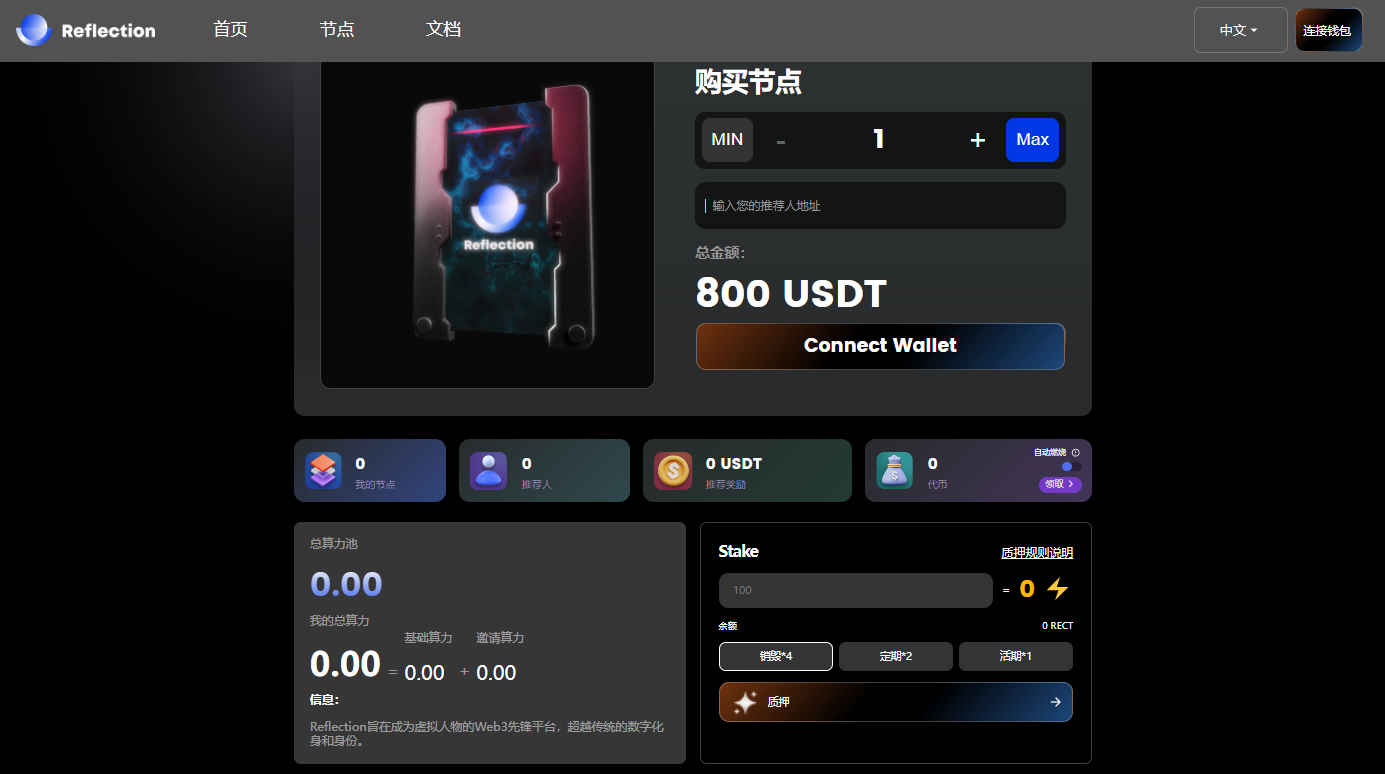 Reflection
首页
节点
文档
中文
连接钱包
Reflection
购买节点
MIN
-
1
+
Max
输入您的推荐人地址
总金额:
800 USDT
Connect Wallet
0
我的节点
0
推荐人
0 USDT
推荐奖励
0
代币
自动燃烧
领取
总算力池
0.00
我的总算力
基础算力 邀请算力
0.00 = 0.00 + 0.00
信息:
Reflection旨在成为虚拟人物的Web3先锋平台，超越传统的数字化
身和身份。
Stake
质押规则说明
100
= 0
余额
0 RECT
销毁*4
定期*2
活期*1
质押